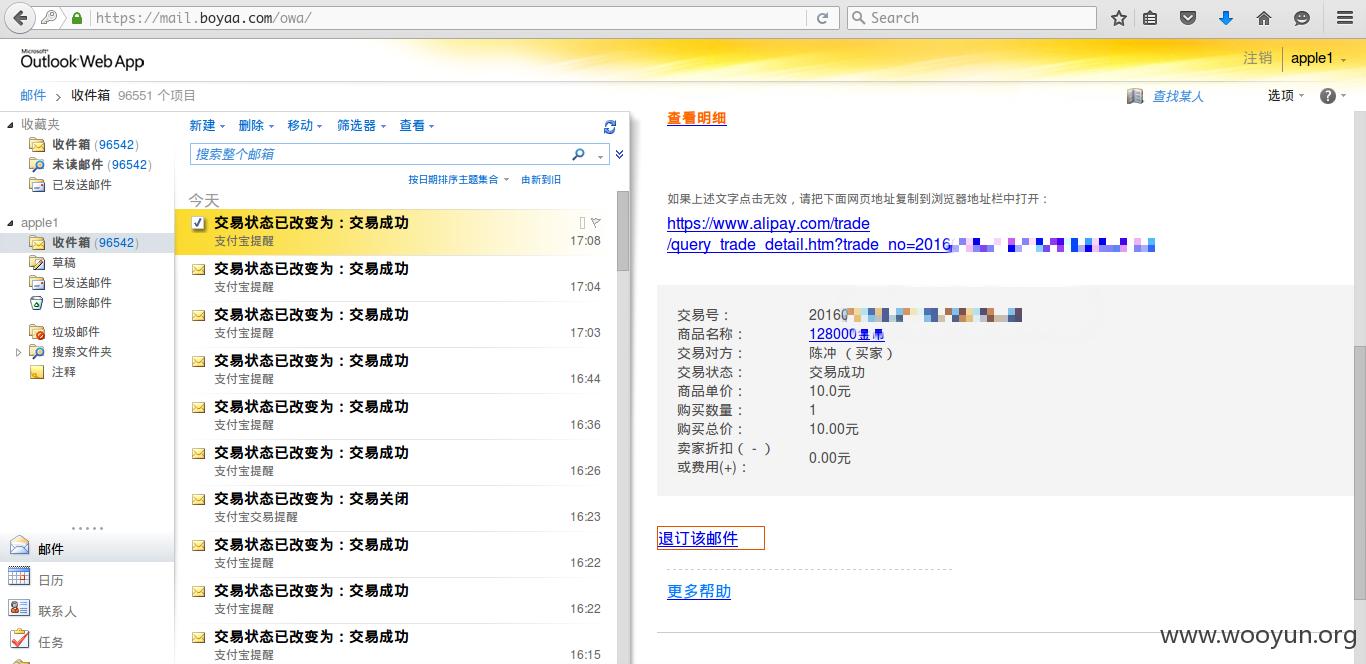 https://mail.boyaa.com/owa/
Search
Microsoft®
Outlook Web App
注销
apple1
邮件 > 收件箱 96551 个项目
查找某人
选项
收藏夹
收件箱 (96542)
未读邮件 (96542)
已发送邮件
apple1
收件箱 (96542)
草稿
已发送邮件
已删除邮件
垃圾邮件
搜索文件夹
注释
邮件
日历
联系人
任务
新建 删除 移动 筛选器 查看
搜索整个邮箱
按日期排序主题集合 由新到旧
今天
交易状态已改变为：交易成功
支付宝提醒 17:08
交易状态已改变为：交易成功
支付宝提醒 17:04
交易状态已改变为：交易成功
支付宝提醒 17:03
交易状态已改变为：交易成功
支付宝提醒 16:44
交易状态已改变为：交易成功
支付宝提醒 16:36
交易状态已改变为：交易成功
支付宝提醒 16:26
交易状态已改变为：交易关闭
支付宝交易提醒 16:23
交易状态已改变为：交易成功
支付宝提醒 16:22
交易状态已改变为：交易成功
支付宝提醒 16:22
交易状态已改变为：交易成功
支付宝提醒 16:15
查看明细
如果上述文字点击无效，请把下面网页地址复制到浏览器地址栏中打开：
https://www.alipay.com/trade
/query_trade_detail.htm?trade_no=2016
交易号： 20160
商品名称： 128000金币
交易对方： 陈冲 （ 买家 ）
交易状态： 交易成功
商品单价： 10.0元
购买数量： 1
购买总价： 10.00元
卖家折扣（ - ）
或费用(+)： 0.00元
退订该邮件
更多帮助
www.wooyun.org